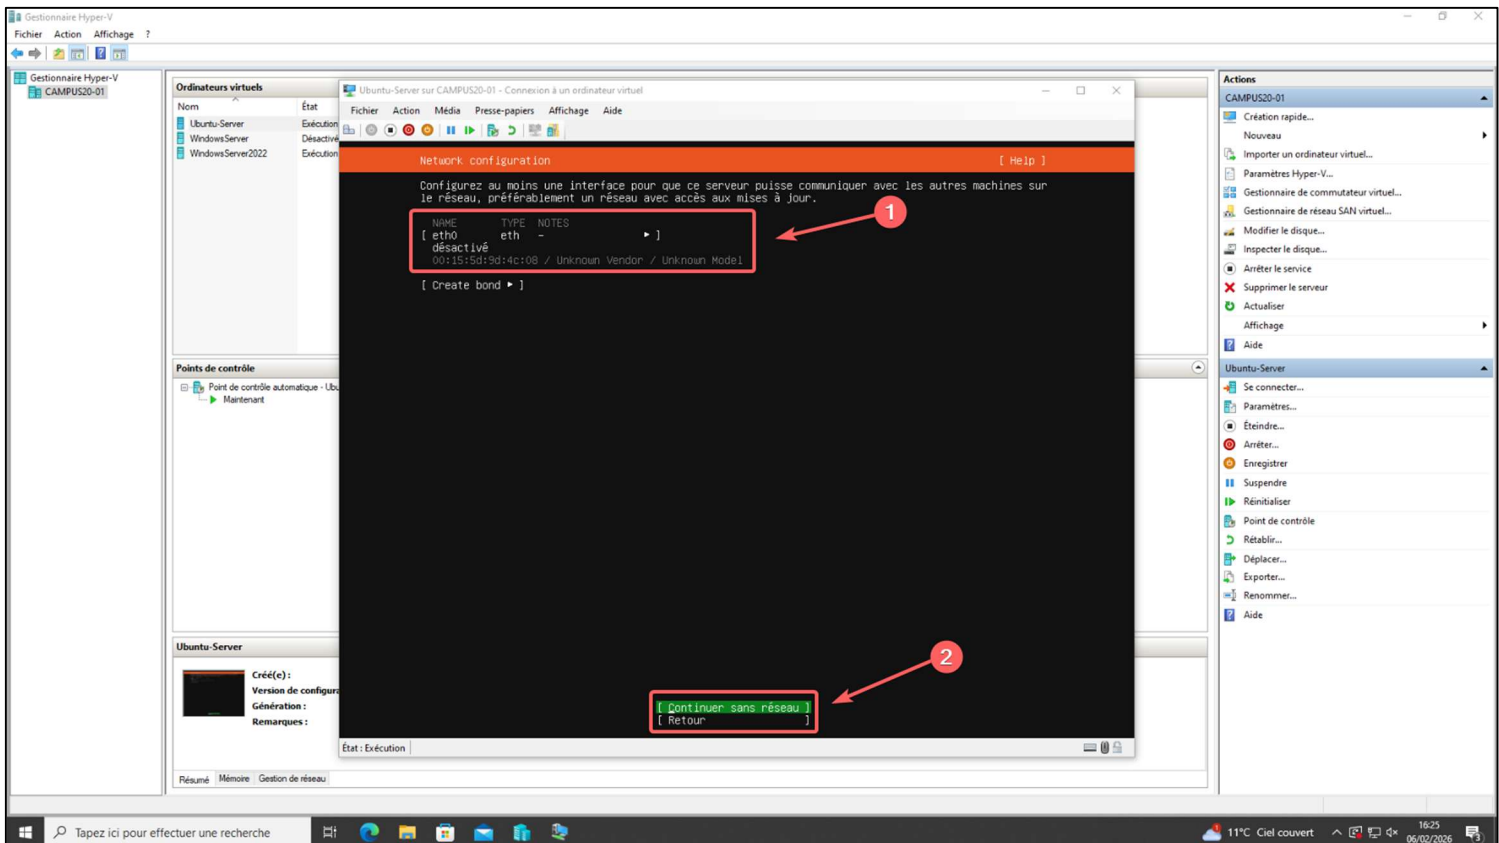 Gestionnaire Hyper-V
Fichier Action Affichage ?
Gestionnaire Hyper-V
CAMPUS20-01
Ordinateurs virtuels
Nom État
Ubuntu-Server Exécution
WindowsServer Désactivé
WindowsServer2022 Exécution
Points de contrôle
Point de contrôle automatique - Ubu
Maintenant
Ubuntu-Server
Créé(e) :
Version de configura
Génération :
Remarques :
Résumé Mémoire Gestion de réseau
Ubuntu-Server sur CAMPUS20-01 - Connexion à un ordinateur virtuel
Fichier Action Média Presse-papiers Affichage Aide
Network configuration [ Help ]
Configurez au moins une interface pour que ce serveur puisse communiquer avec les autres machines sur
le réseau, préférablement un réseau avec accès aux mises à jour.
NAME TYPE NOTES
[ eth0 eth - ▸ ]
désactivé
00:15:5d:9d:4c:08 / Unknown Vendor / Unknown Model
[ Create bond ▸ ]
1
2
[ Continuer sans réseau ]
[ Retour ]
État : Exécution
Actions
CAMPUS20-01
Création rapide...
Nouveau
Importer un ordinateur virtuel...
Paramètres Hyper-V...
Gestionnaire de commutateur virtuel...
Gestionnaire de réseau SAN virtuel...
Modifier le disque...
Inspecter le disque...
Arrêter le service
Supprimer le serveur
Actualiser
Affichage
Aide
Ubuntu-Server
Se connecter...
Paramètres...
Éteindre...
Arrêter...
Enregistrer
Suspendre
Réinitialiser
Point de contrôle
Rétablir...
Déplacer...
Exporter...
Renommer...
Aide
Tapez ici pour effectuer une recherche
11°C Ciel couvert
16:25
06/02/2026
3